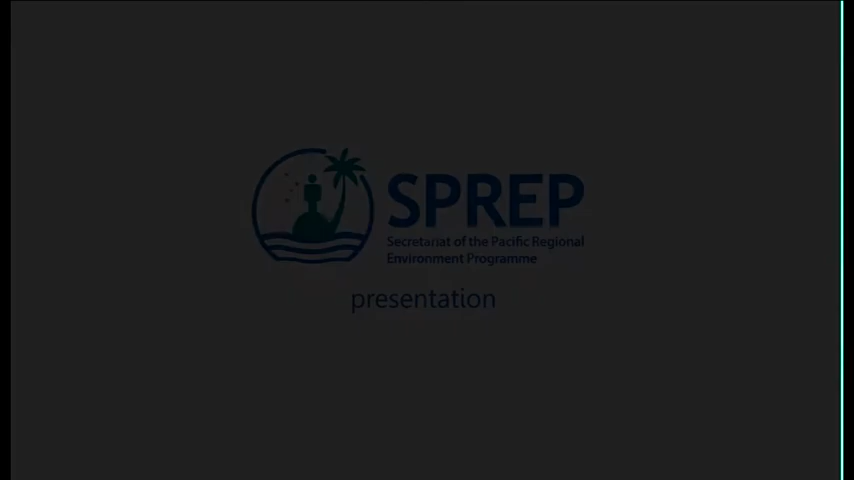 SPREP
Secretariat of the Pacific Regional
Environment Programme
presentation